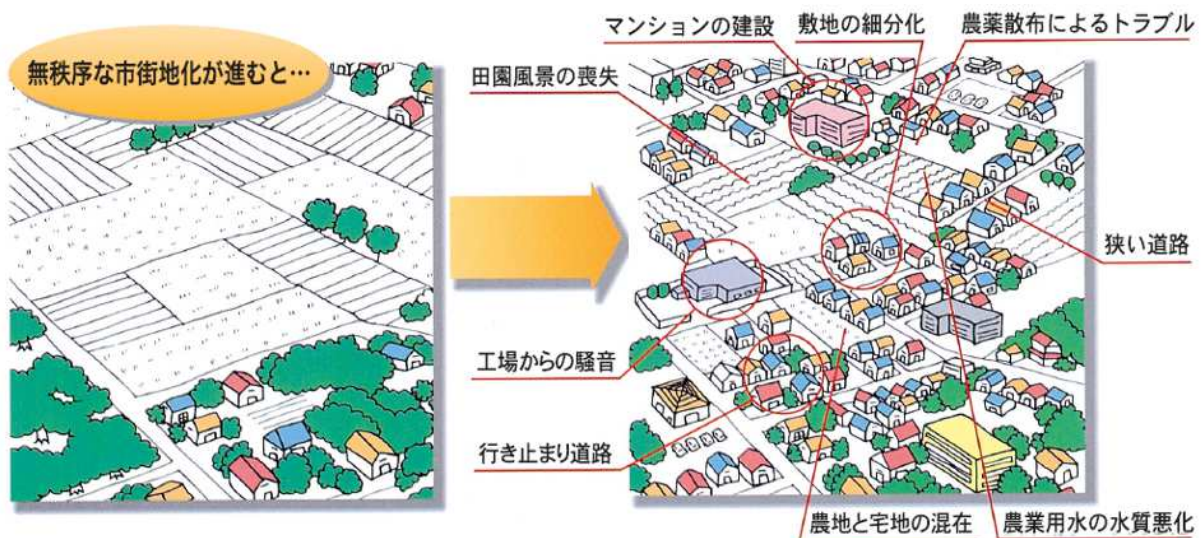 無秩序な市街地化が進むと…
マンションの建設
敷地の細分化
農薬散布によるトラブル
田園風景の喪失
狭い道路
工場からの騒音
行き止まり道路
農地と宅地の混在
農業用水の水質悪化